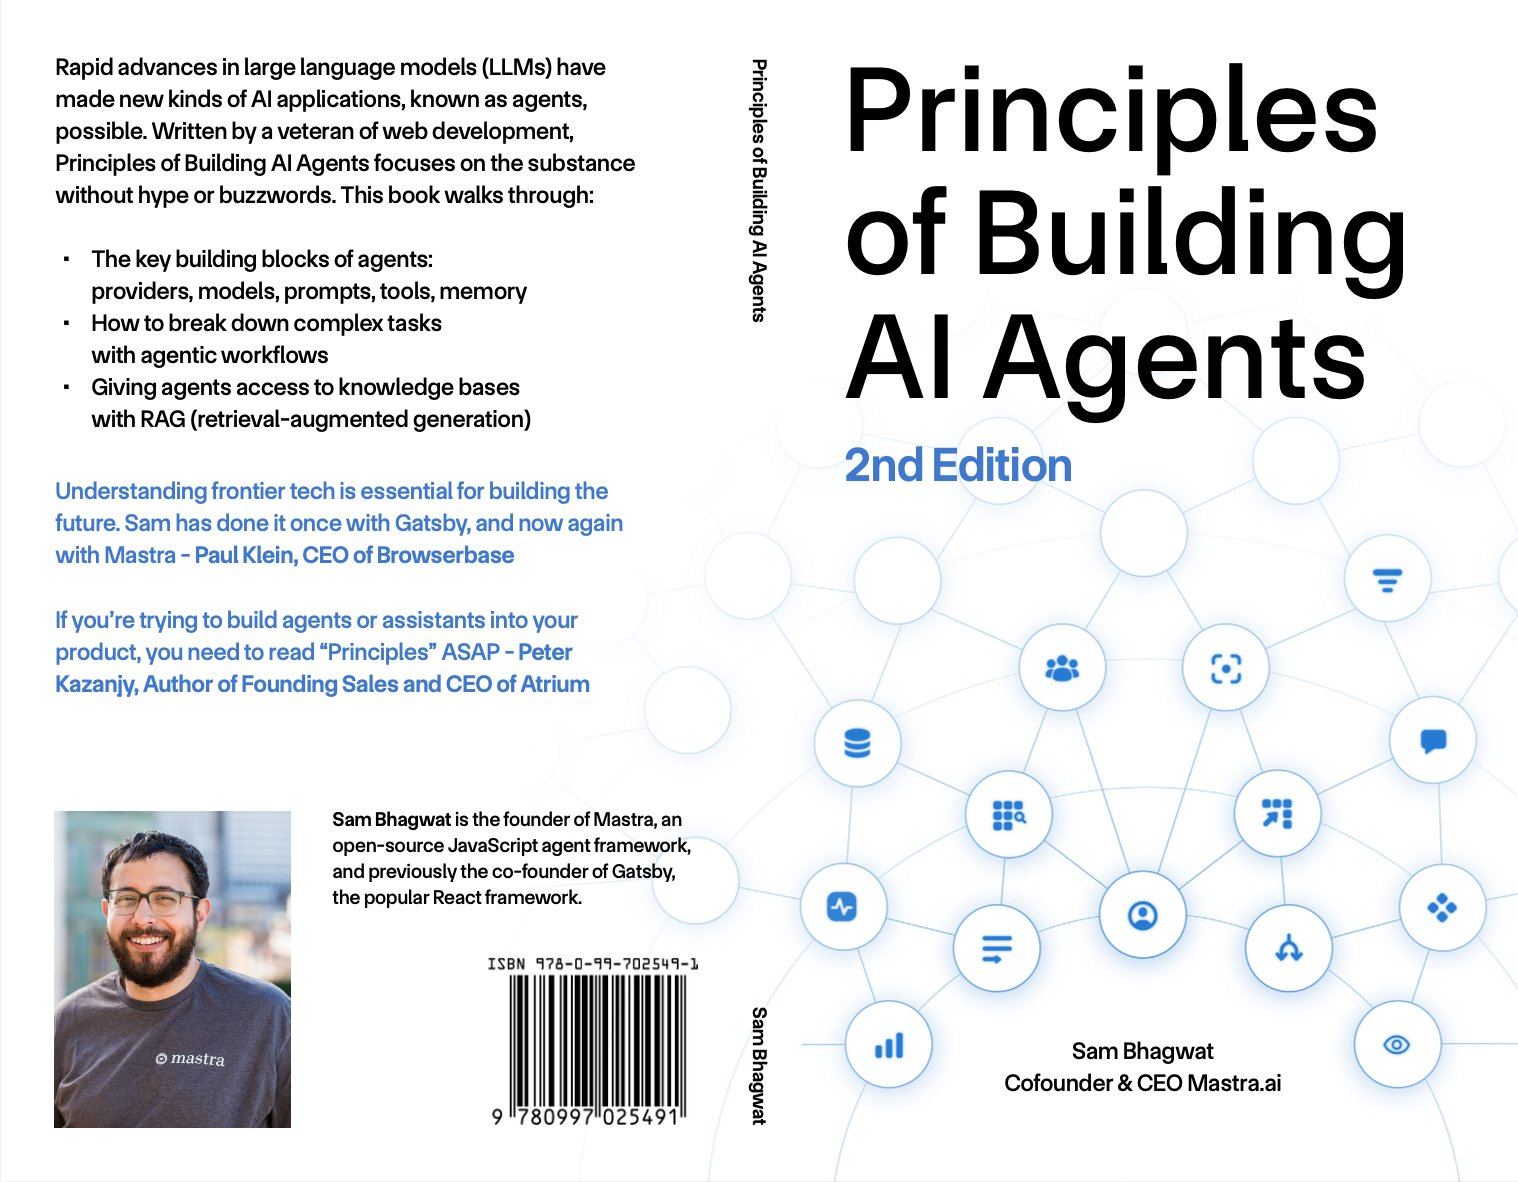 Rapid advances in large language models (LLMs) have
made new kinds of AI applications, known as agents,
possible. Written by a veteran of web development,
Principles of Building AI Agents focuses on the substance
without hype or buzzwords. This book walks through:
▪ The key building blocks of agents:
providers, models, prompts, tools, memory
▪ How to break down complex tasks
with agentic workflows
▪ Giving agents access to knowledge bases
with RAG (retrieval-augmented generation)
Understanding frontier tech is essential for building the
future. Sam has done it once with Gatsby, and now again
with Mastra - Paul Klein, CEO of Browserbase
If you’re trying to build agents or assistants into your
product, you need to read “Principles” ASAP - Peter
Kazanjy, Author of Founding Sales and CEO of Atrium
mastra
Sam Bhagwat is the founder of Mastra, an
open-source JavaScript agent framework,
and previously the co-founder of Gatsby,
the popular React framework.
ISBN 978-0-99-702549-1
9 780997 025491
Principles of Building AI Agents
Sam Bhagwat
Principles
of Building
AI Agents
2nd Edition
Sam Bhagwat
Cofounder & CEO Mastra.ai